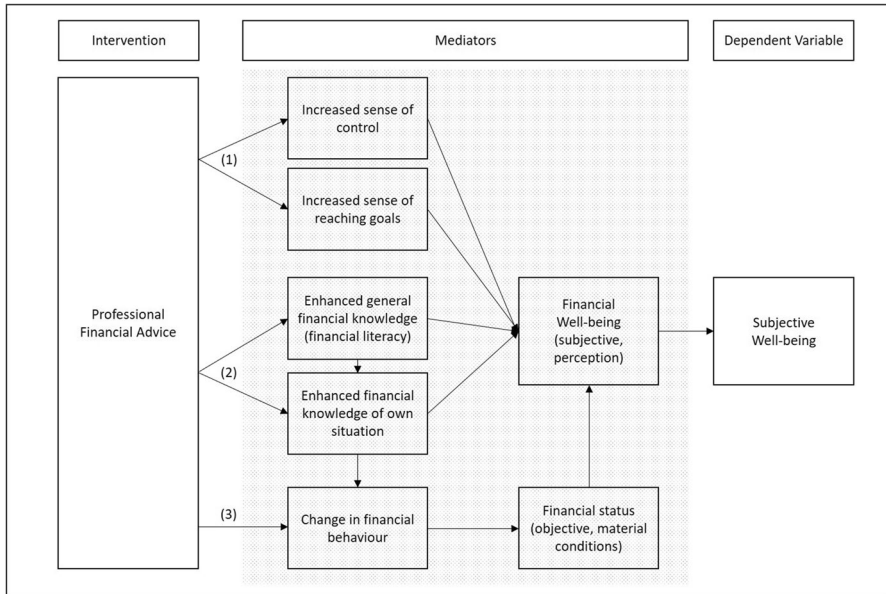 Intervention
Mediators
Dependent Variable
Professional
Financial Advice
(1)
Increased sense of
control
Increased sense of
reaching goals
(2)
Enhanced general
financial knowledge
(financial literacy)
Enhanced financial
knowledge of own
situation
(3)
Change in financial
behaviour
Financial
Well-being
(subjective,
perception)
Financial status
(objective, material
conditions)
Subjective
Well-being